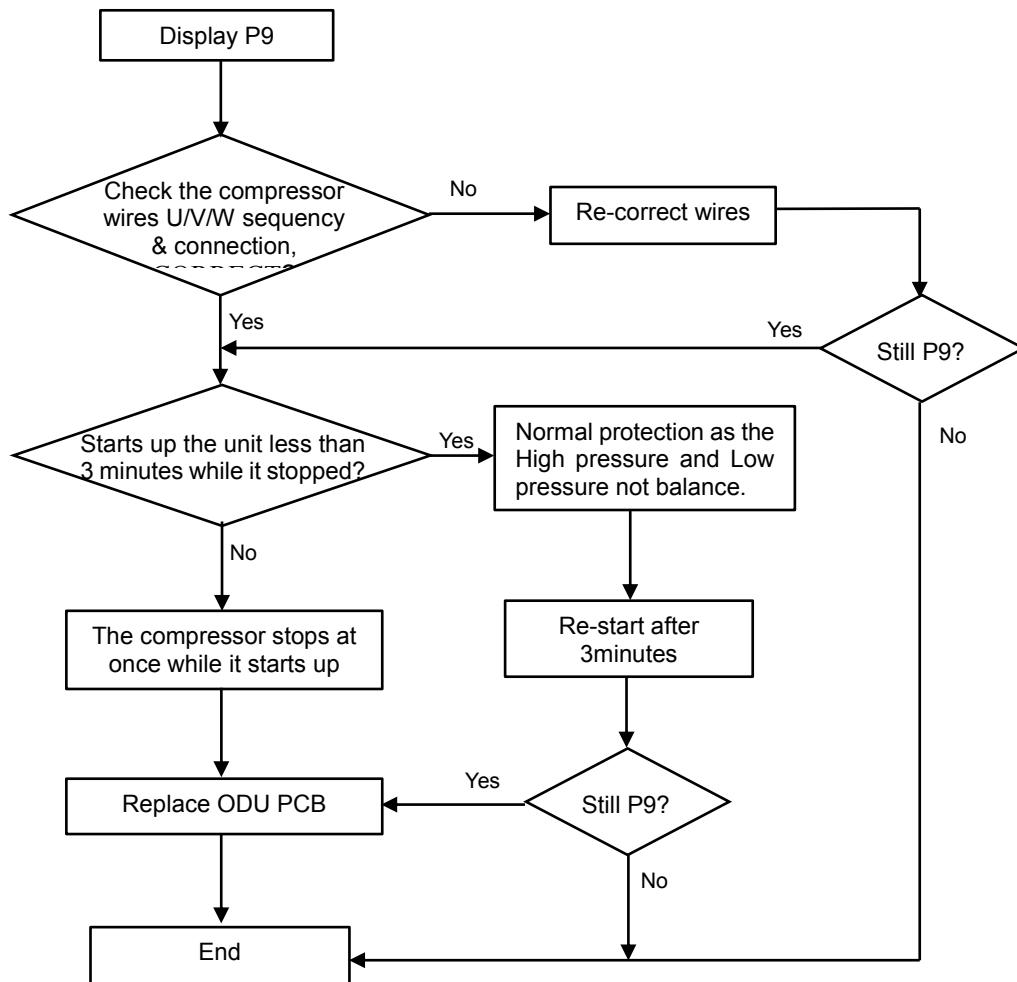 Display P9
Check the compressor
wires U/V/W sequency
& connection,
No
Re-correct wires
Yes
Yes
Still P9?
No
Starts up the unit less than
3 minutes while it stopped?
Yes
Normal protection as the
High pressure and Low
pressure not balance.
No
The compressor stops at
once while it starts up
Re-start after
3minutes
Replace ODU PCB
Yes
Still P9?
No
End